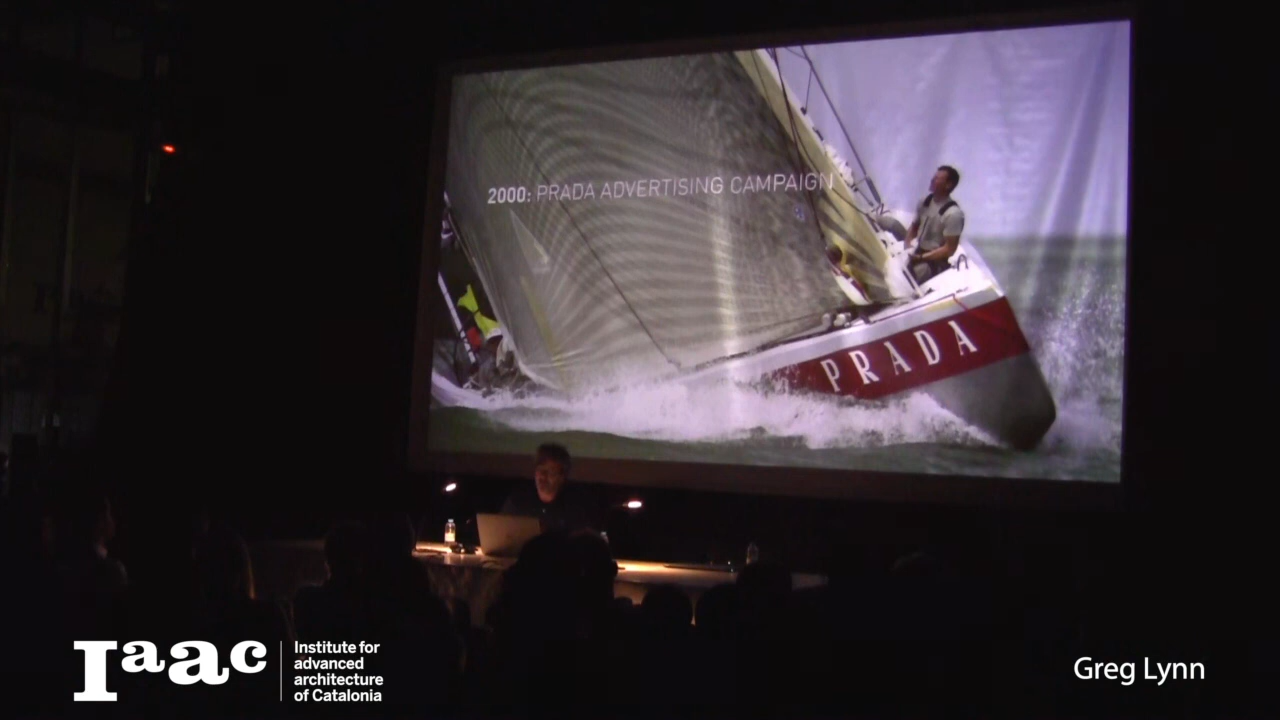 2000: PRADA ADVERTISING CAMPAIGN
PRADA
Iaac
Institute for
advanced
architecture
of Catalonia
Greg Lynn